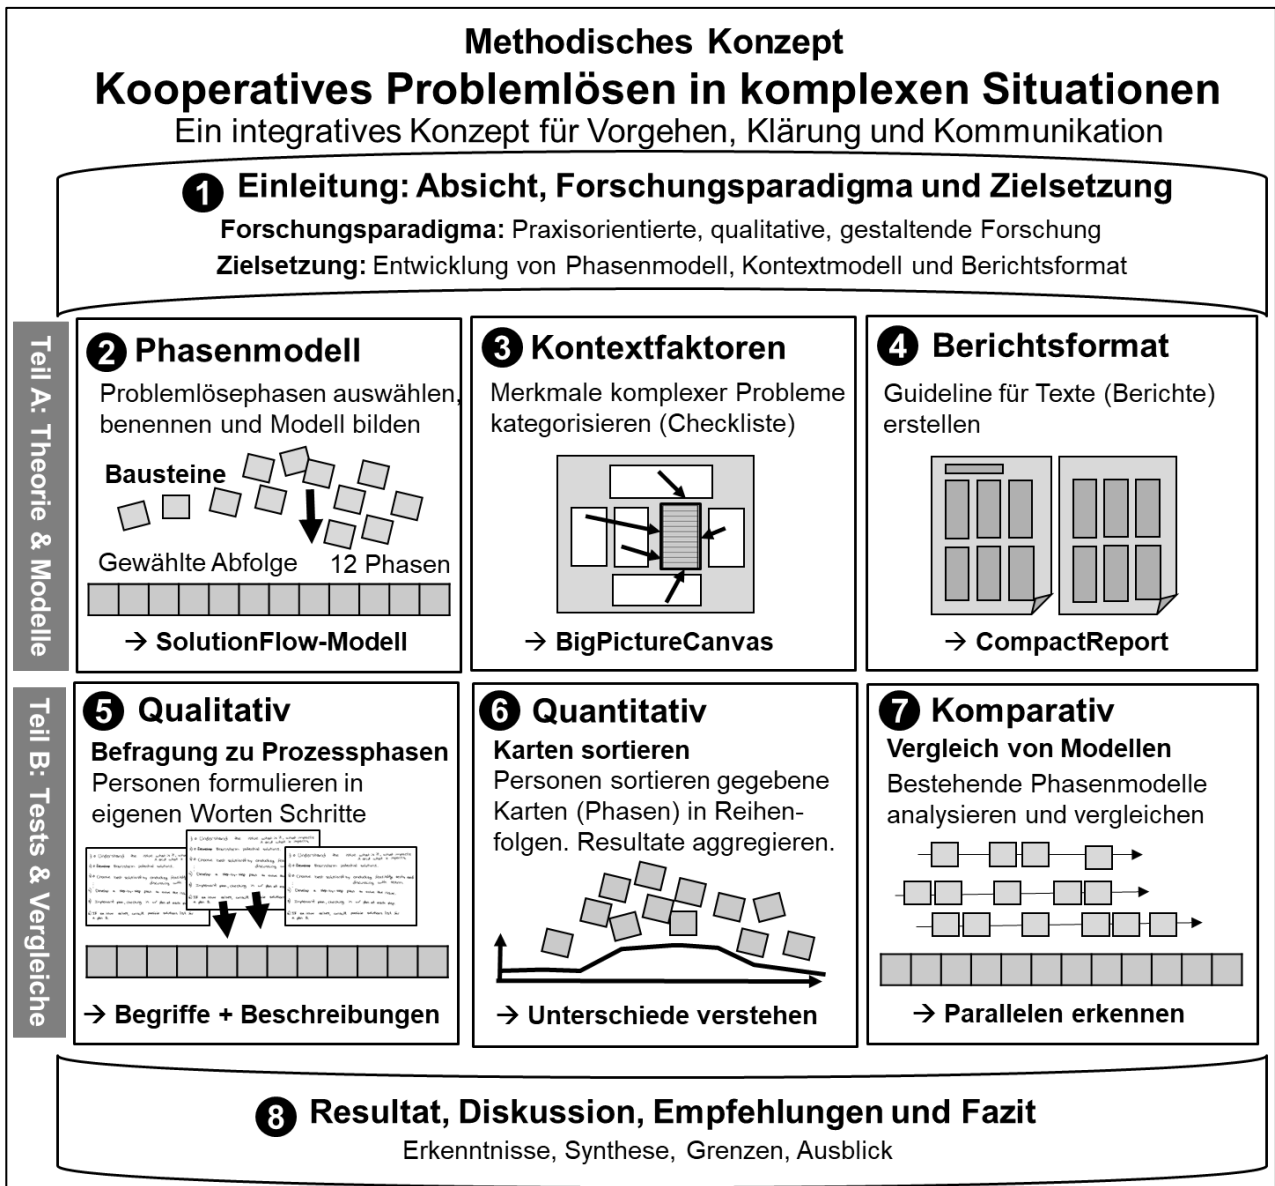 Methodisches Konzept
Kooperatives Problemlösen in komplexen Situationen
Ein integratives Konzept für Vorgehen, Klärung und Kommunikation
1 Einleitung: Absicht, Forschungsparadigma und Zielsetzung
Forschungsparadigma: Praxisorientierte, qualitative, gestaltende Forschung
Zielsetzung: Entwicklung von Phasenmodell, Kontextmodell und Berichtsformat
Teil A: Theorie & Modelle
2 Phasenmodell
Problemlösephasen auswählen,
benennen und Modell bilden
Bausteine
Gewählte Abfolge 12 Phasen
→ SolutionFlow-Modell
3 Kontextfaktoren
Merkmale komplexer Probleme
kategorisieren (Checkliste)
→ BigPictureCanvas
4 Berichtsformat
Guideline für Texte (Berichte)
erstellen
→ CompactReport
Teil B: Tests & Vergleiche
5 Qualitativ
Befragung zu Prozessphasen
Personen formulieren in
eigenen Worten Schritte
→ Begriffe + Beschreibungen
6 Quantitativ
Karten sortieren
Personen sortieren gegebene
Karten (Phasen) in Reihen-
folgen. Resultate aggregieren.
→ Unterschiede verstehen
7 Komparativ
Vergleich von Modellen
Bestehende Phasenmodelle
analysieren und vergleichen
→ Parallelen erkennen
8 Resultat, Diskussion, Empfehlungen und Fazit
Erkenntnisse, Synthese, Grenzen, Ausblick